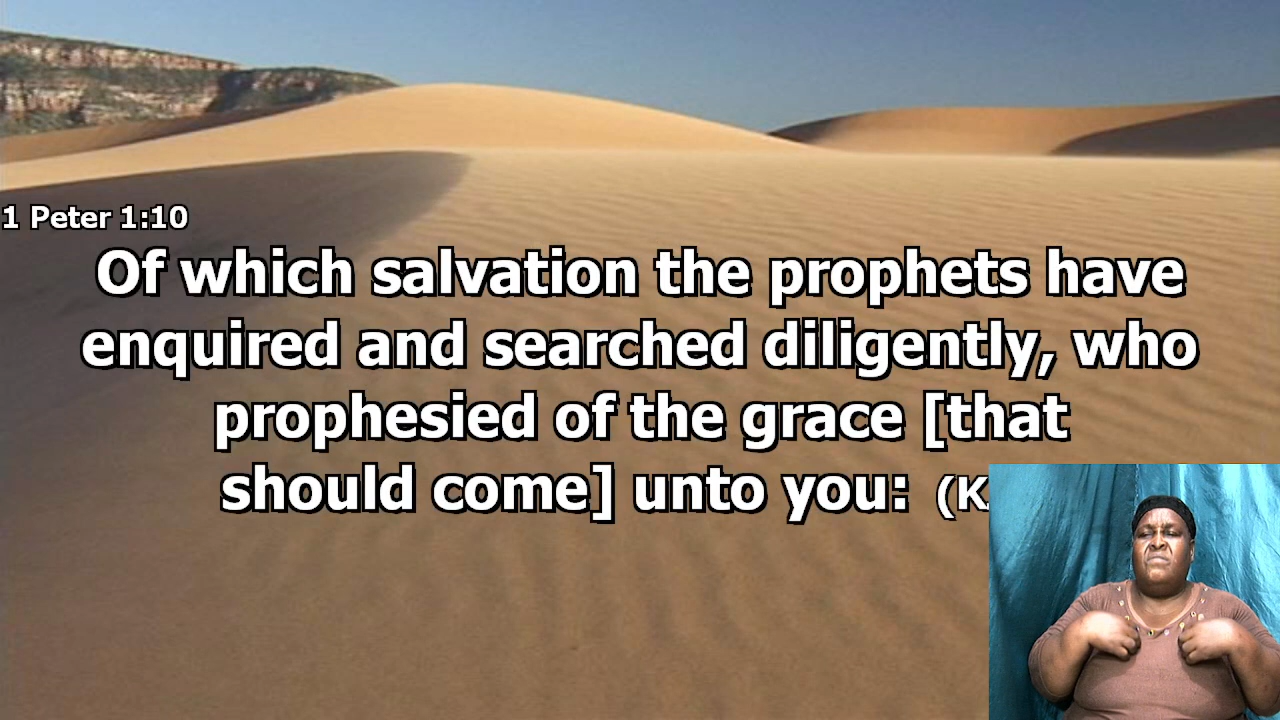 1 Peter 1:10
Of which salvation the prophets have
enquired and searched diligently, who
prophesied of the grace [that
should come] unto you: